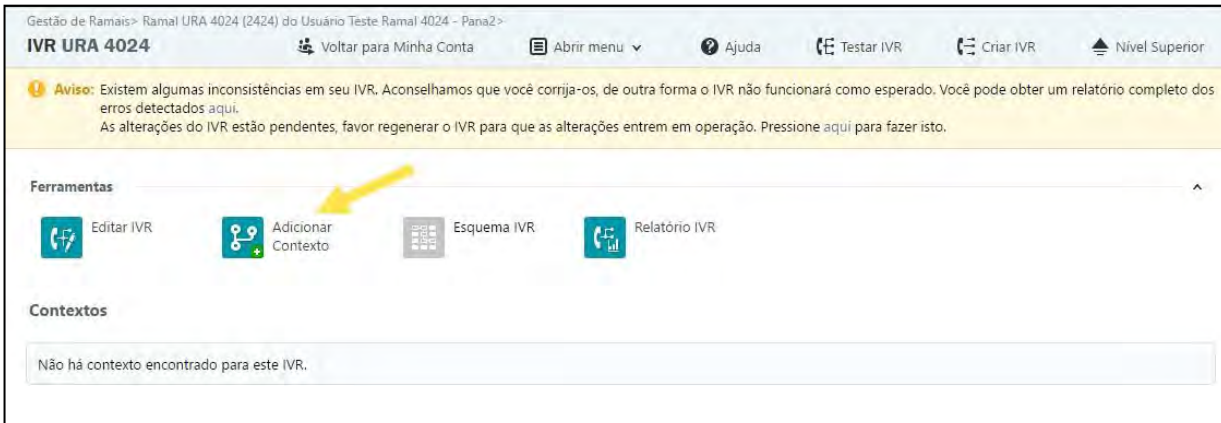 Gestão de Ramais> Ramal URA 4024 (2424) do Usuário Teste Ramal 4024 - Pana2>
IVR URA 4024 Voltar para Minha Conta Abrir menu Ajuda Testar IVR Criar IVR Nível Superior
Aviso: Existem algumas inconsistências em seu IVR. Aconselhamos que você corrija-os, de outra forma o IVR não funcionará como esperado. Você pode obter um relatório completo dos
erros detectados aqui.
As alterações do IVR estão pendentes, favor regenerar o IVR para que as alterações entrem em operação. Pressione aqui para fazer isto.
Ferramentas
Editar IVR
Adicionar
Contexto
Esquema IVR
Relatório IVR
Contextos
Não há contexto encontrado para este IVR.